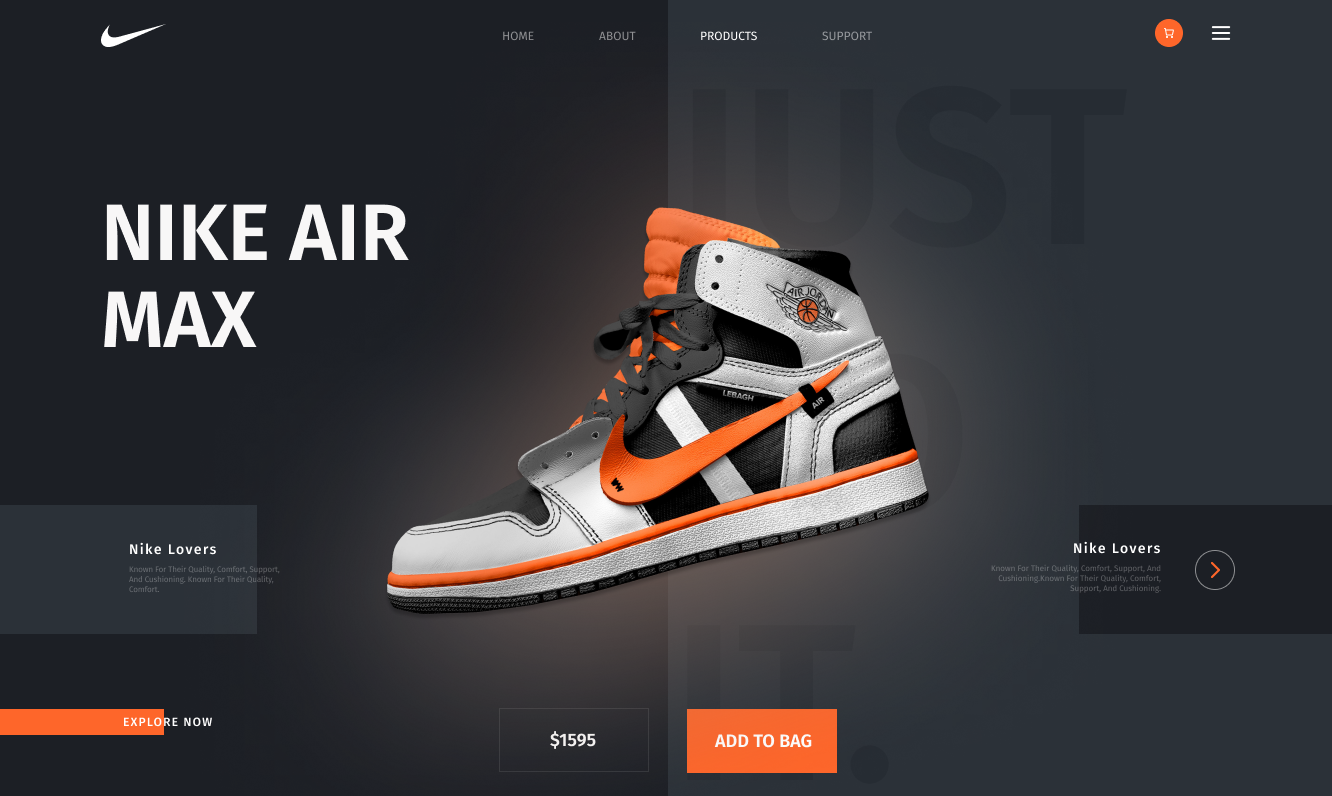 HOME
ABOUT
PRODUCTS
SUPPORT
JUST
DO
IT.
NIKE AIR
MAX
AIR JORDAN
LEBAGH
AIR
Nike Lovers
Known For Their Quality, Comfort, Support,
And Cushioning. Known For Their Quality,
Comfort.
Nike Lovers
Known For Their Quality, Comfort, Support, And
Cushioning.Known For Their Quality, Comfort,
Support, And Cushioning.
EXPLORE NOW
$1595
ADD TO BAG